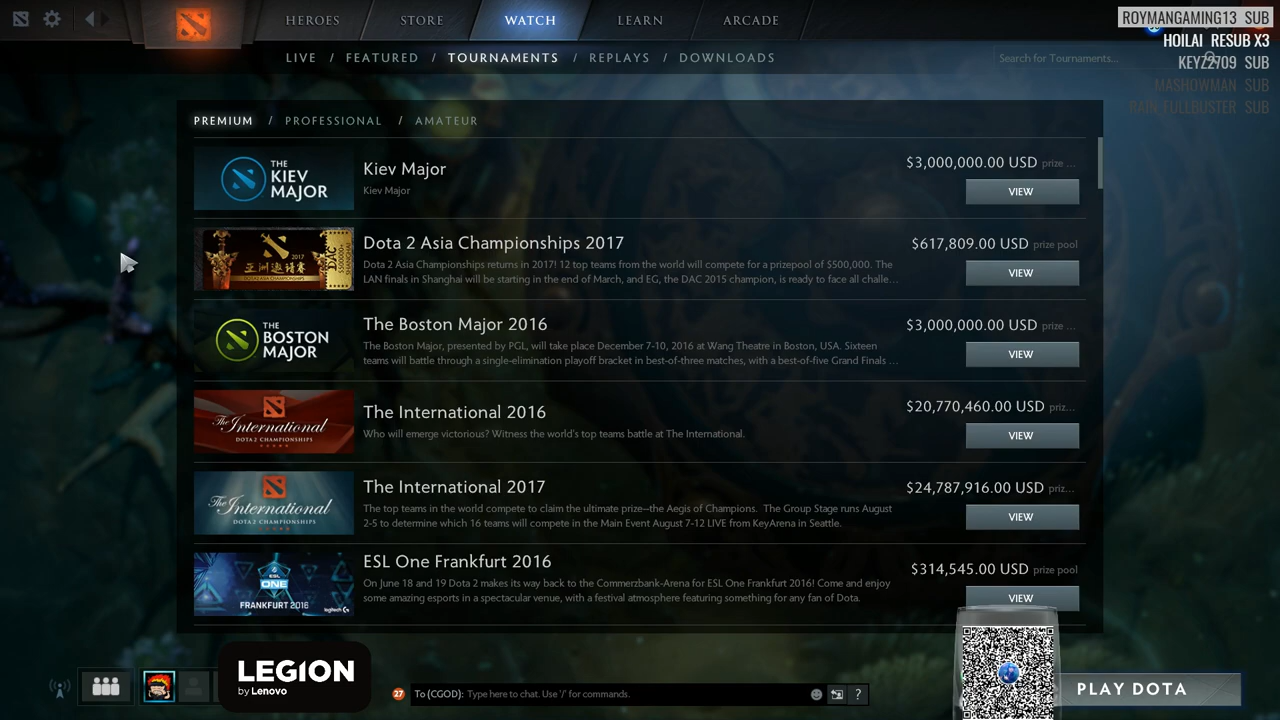 HEROES
STORE
WATCH
LEARN
ARCADE
ROYMANGAMING13 SUB
HOILAI RESUB X3
KEYZ2709 SUB
MASHOWMAN SUB
RAIN_FULLBUSTER SUB
LIVE / FEATURED / TOURNAMENTS / REPLAYS / DOWNLOADS
Search for Tournaments...
PREMIUM / PROFESSIONAL / AMATEUR
THE
KIEV
MAJOR
Kiev Major
Kiev Major
$3,000,000.00 USD prize ...
VIEW
2017
亚洲邀请赛
DAC
Dota 2 Asia Championships 2017
Dota 2 Asia Championships returns in 2017! 12 top teams from the world will compete for a prizepool of $500,000. The
LAN finals in Shanghai will be starting in the end of March, and EG, the DAC 2015 champion, is ready to face all challe...
$617,809.00 USD prize pool
VIEW
THE
BOSTON
MAJOR
The Boston Major 2016
The Boston Major, presented by PGL, will take place December 7-10, 2016 at Wang Theatre in Boston, USA. Sixteen
teams will battle through a single-elimination playoff bracket in best-of-three matches, with a best-of-five Grand Finals ...
$3,000,000.00 USD prize ...
VIEW
The International
DOTA 2 CHAMPIONSHIPS
The International 2016
Who will emerge victorious? Witness the world's top teams battle at The International.
$20,770,460.00 USD priz...
VIEW
The International
DOTA 2 CHAMPIONSHIPS
The International 2017
The top teams in the world compete to claim the ultimate prize—the Aegis of Champions. The Group Stage runs August
2-5 to determine which 16 teams will compete in the Main Event August 7-12 LIVE from KeyArena in Seattle.
$24,787,916.00 USD priz...
VIEW
ESL
ONE
FRANKFURT 2016
logitech G
ESL One Frankfurt 2016
On June 18 and 19 Dota 2 makes its way back to the Commerzbank-Arena for ESL One Frankfurt 2016! Come and enjoy
some amazing esports in a spectacular venue, with a festival atmosphere featuring something for any fan of Dota.
$314,545.00 USD prize pool
VIEW
LEGION
by Lenovo
27
To (CGOD): Type here to chat. Use '/' for commands.
?
PLAY DOTA